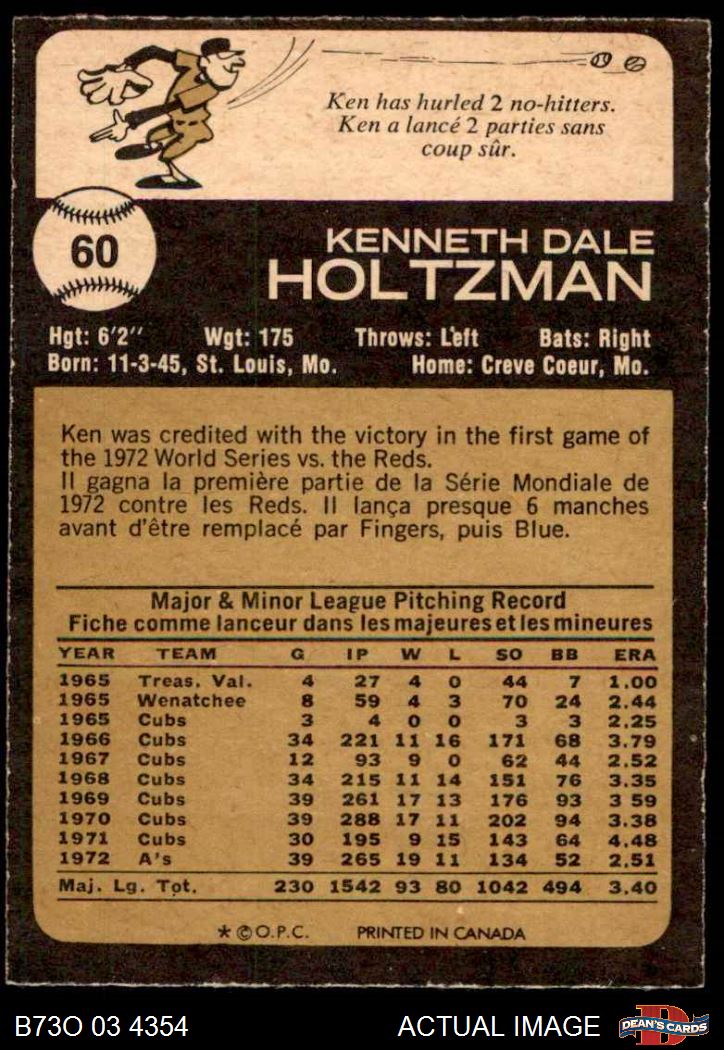 Ken has hurled 2 no-hitters.
Ken a lancé 2 parties sans
coup sûr.
60
KENNETH DALE
HOLTZMAN
Hgt: 6'2" Wgt: 175 Throws: Left Bats: Right
Born: 11-3-45, St. Louis, Mo. Home: Creve Coeur, Mo.
Ken was credited with the victory in the first game of
the 1972 World Series vs. the Reds.
Il gagna la première partie de la Série Mondiale de
1972 contre les Reds. Il lança presque 6 manches
avant d'être remplacé par Fingers, puis Blue.
Major & Minor League Pitching Record
Fiche comme lanceur dans les majeures et les mineures
YEAR TEAM G IP W L SO BB ERA
1965 Treas. Val. 4 27 4 0 44 7 1.00
1965 Wenatchee 8 59 4 3 70 24 2.44
1965 Cubs 3 4 0 0 3 3 2.25
1966 Cubs 34 221 11 16 171 68 3.79
1967 Cubs 12 93 9 0 62 44 2.52
1968 Cubs 34 215 11 14 151 76 3.35
1969 Cubs 39 261 17 13 176 93 3 59
1970 Cubs 39 288 17 11 202 94 3.38
1971 Cubs 30 195 9 15 143 64 4.48
1972 A's 39 265 19 11 134 52 2.51
Maj. Lg. Tot. 230 1542 93 80 1042 494 3.40
* © O.P.C. PRINTED IN CANADA
B73O 03 4354 ACTUAL IMAGE DEAN'S CARDS